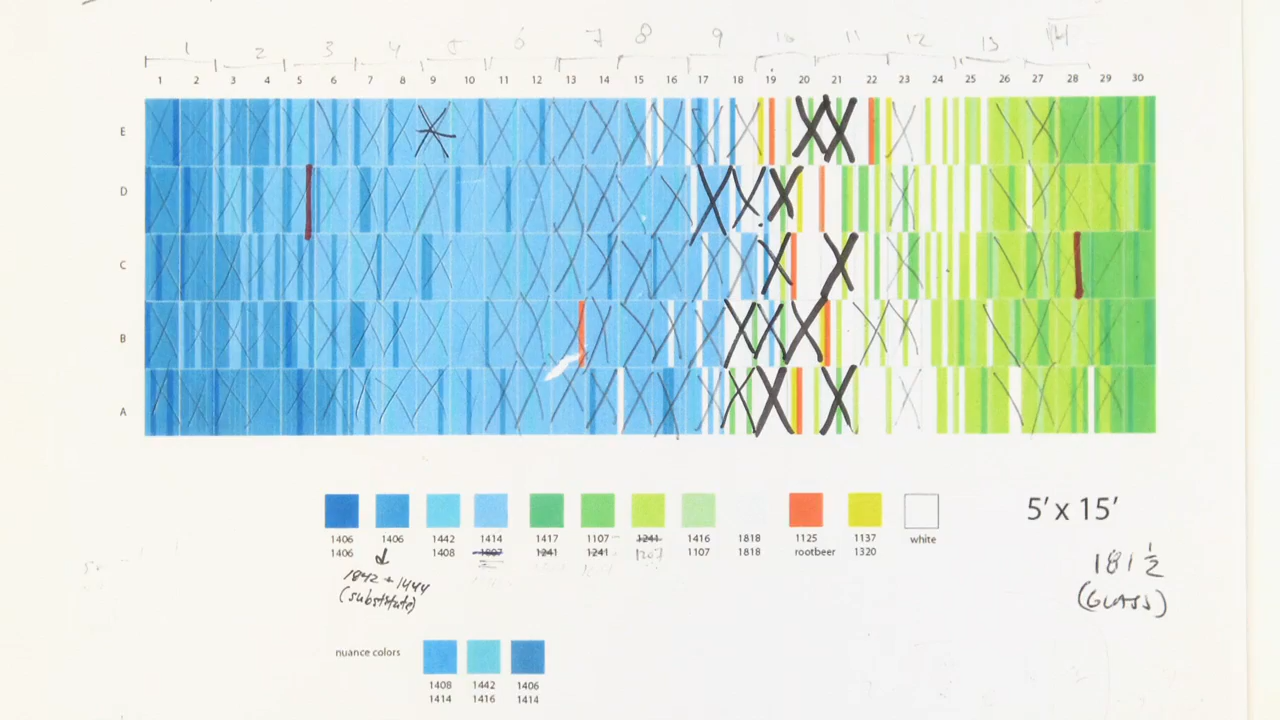 1 2 3 4 5 6 7 8 9 10 11 12 13 14
1 2 3 4 5 6 7 8 9 10 11 12 13 14 15 16 17 18 19 20 21 22 23 24 25 26 27 28 29 30
E
D
C
B
A
1406 1406 1442 1414 1417 1107 1241 1416 1818 1125 1137 white
1406 1408 1807 1241 1241 1207 1107 1818 rootbeer 1320
1842 + 1444
(substitute)
5' x 15'
181 ½
(GLASS)
nuance colors
1408 1442 1406
1414 1416 1414